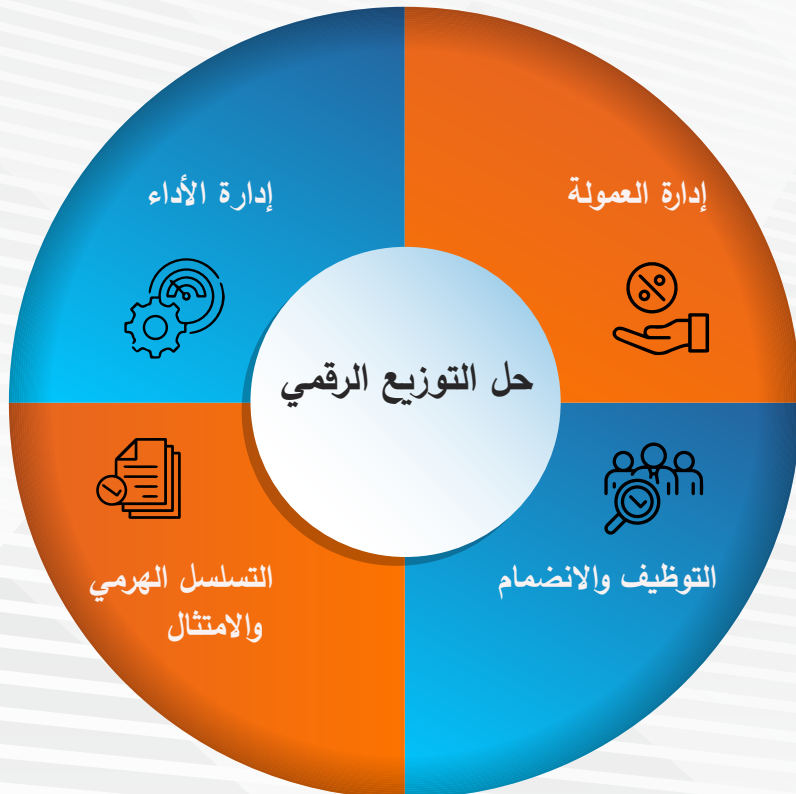 إدارة العمولة
إدارة الأداء
حل التوزيع الرقمي
التوظيف والانضمام
التسلسل الهرمي
والامتثال